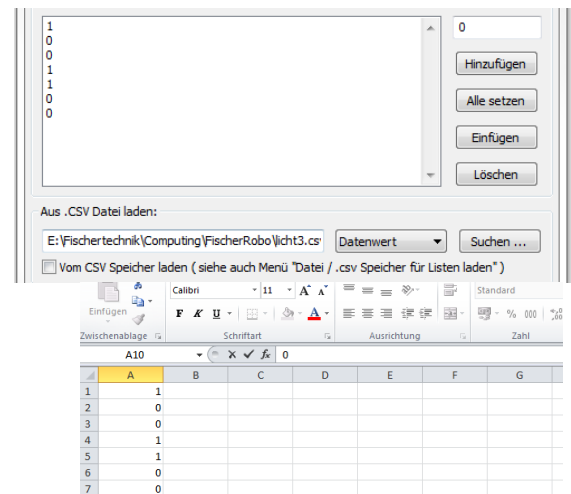 1
0
0
1
1
0
0
0
Hinzufügen
Alle setzen
Einfügen
Löschen
Aus .CSV Datei laden:
E:\Fischertechnik\Computing\FischerRobo\licht3.csv Datenwert Suchen ...
Vom CSV Speicher laden ( siehe auch Menü "Datei / .csv Speicher für Listen laden" )
Einfügen
Calibri 11 A A Standard
F K U A % 000
Zwischenablage Schriftart Ausrichtung Zahl
A10 fx 0
A B C D E F G
1 1
2 0
3 0
4 1
5 1
6 0
7 0